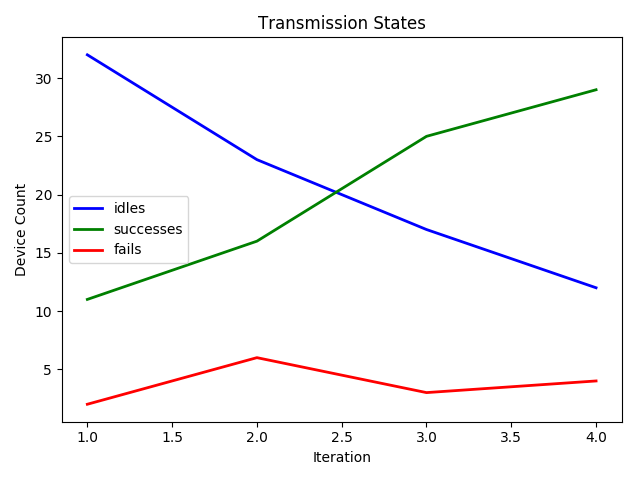 Transmission States
Device Count
30
25
20
15
10
5
idles
successes
fails
1.0 1.5 2.0 2.5 3.0 3.5 4.0
Iteration